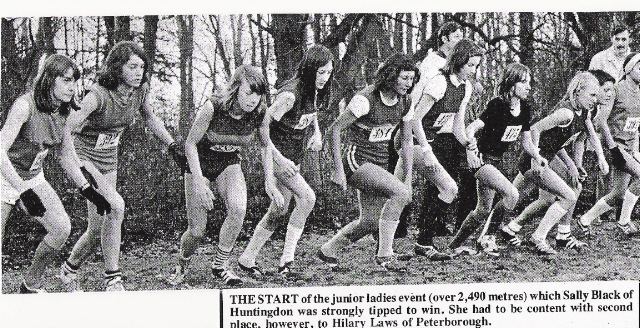 THE START of the junior ladies event (over 2,490 metres) which Sally Black of
Huntingdon was strongly tipped to win. She had to be content with second
place, however, to Hilary Laws of Peterborough.